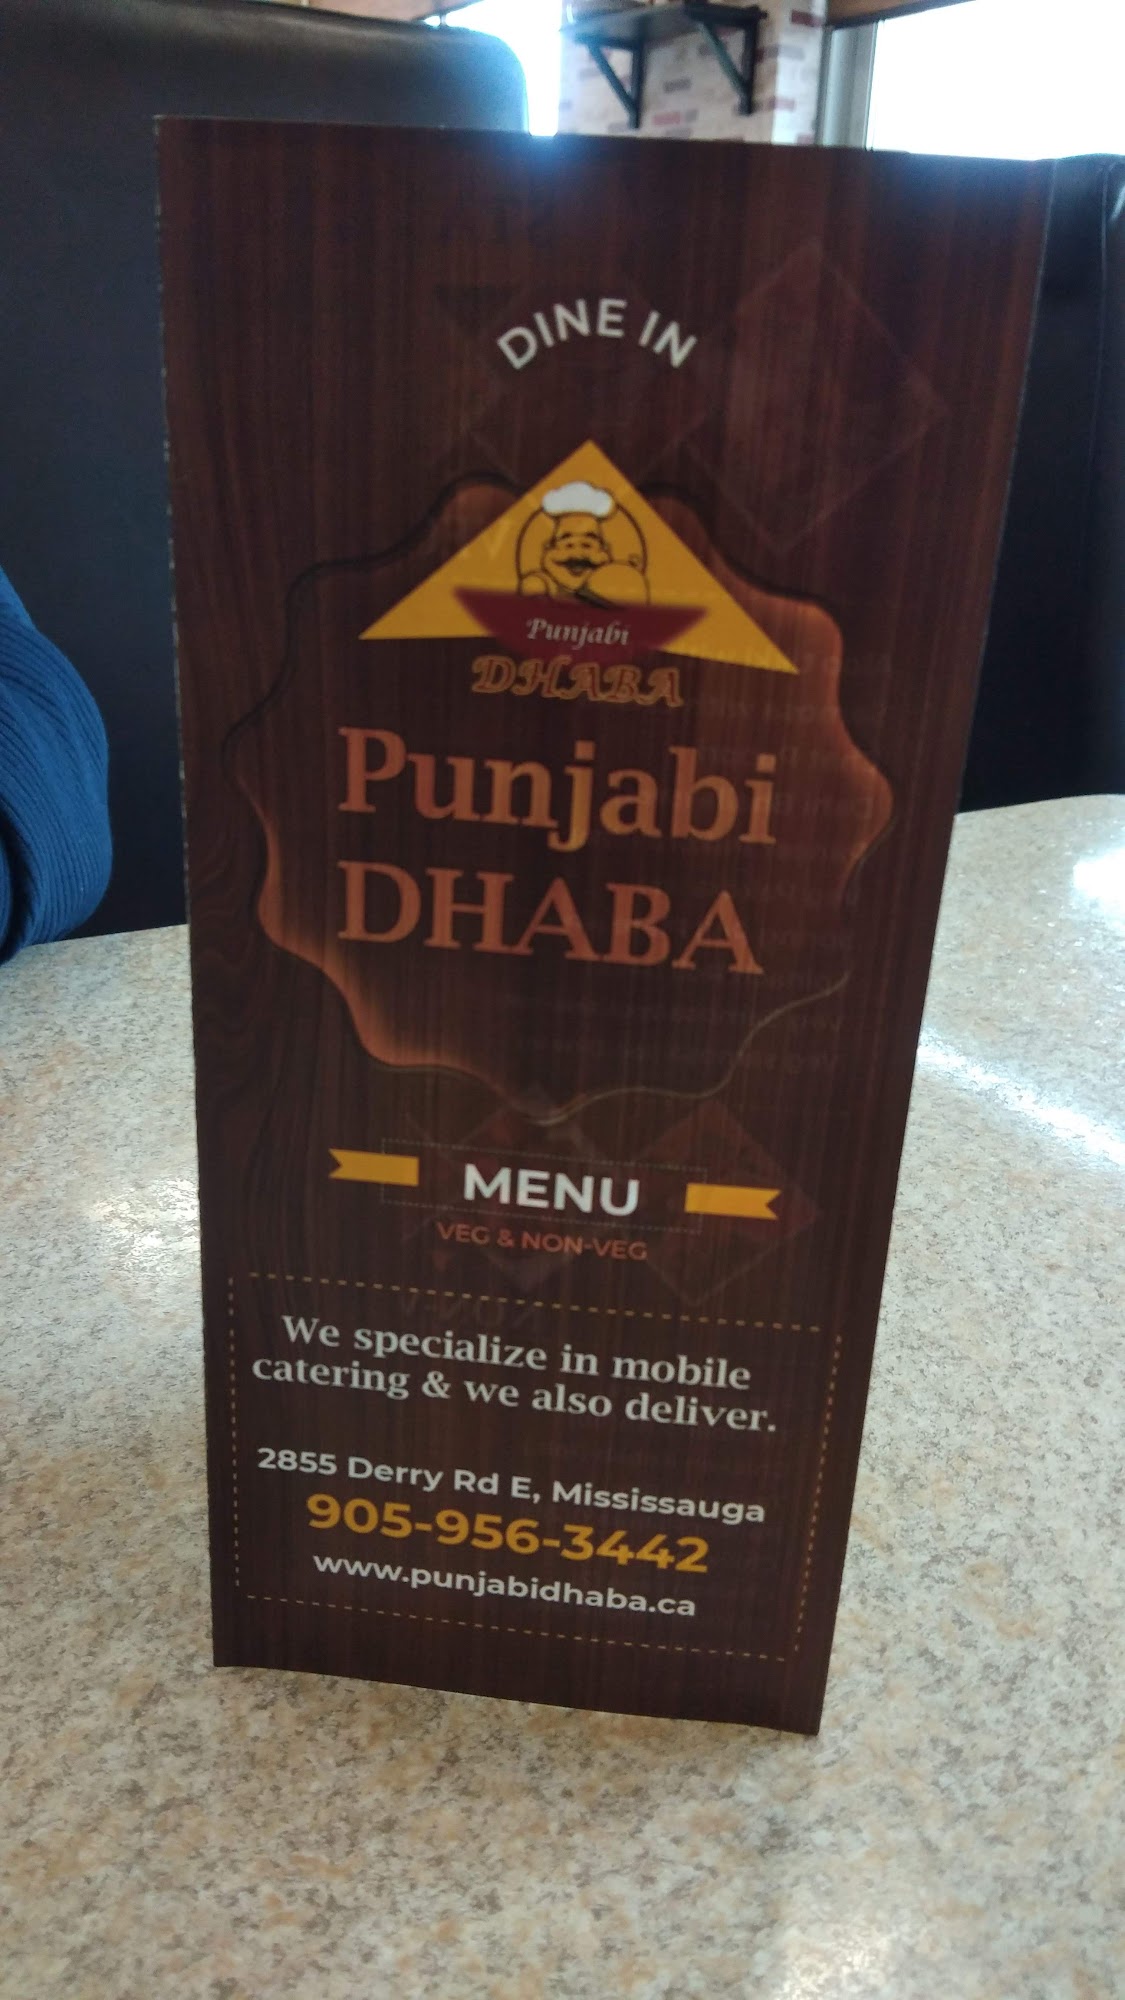 DINE IN
Punjabi
DHABA
Punjabi
DHABA
MENU
VEG & NON-VEG
We specialize in mobile
catering & we also deliver.
2855 Derry Rd E, Mississauga
905-956-3442
www.punjabidhaba.ca